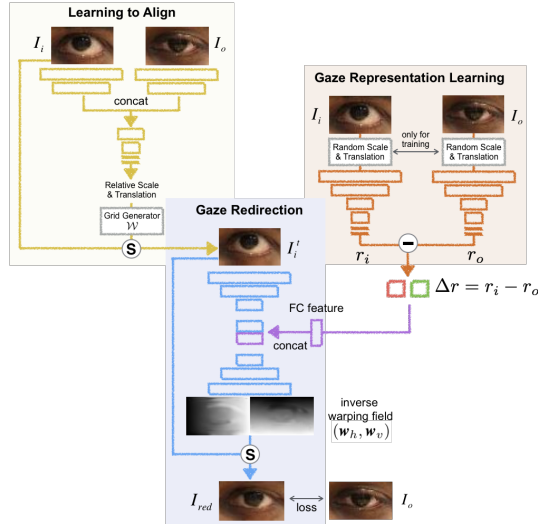 Learning to Align
I_i
I_o
concat
Relative Scale
& Translation
Grid Generator
𝒲
S
Gaze Representation Learning
I_i
I_o
Random Scale
& Translation
only for
training
Random Scale
& Translation
r_i
r_o
Δr = r_i − r_o
Gaze Redirection
I_i^t
FC feature
concat
inverse
warping field
(w_h, w_v)
S
I_red
loss
I_o